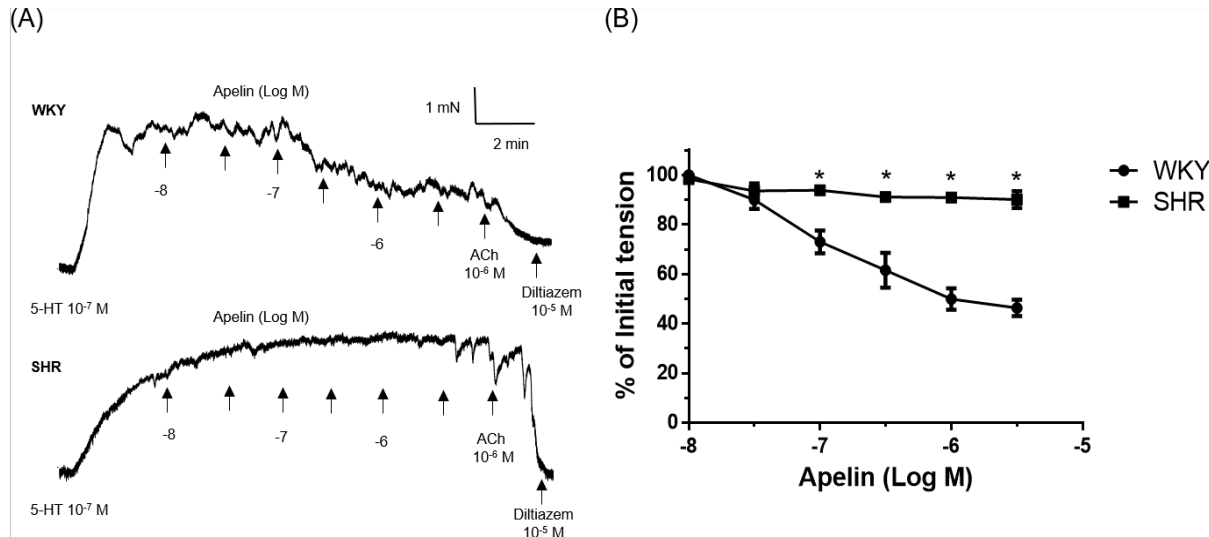 (A)
Apelin (Log M)
WKY
1 mN
2 min
-8
-7
-6
ACh
10⁻⁶ M
Diltiazem
10⁻⁵ M
5-HT 10⁻⁷ M
Apelin (Log M)
SHR
-8
-7
-6
ACh
10⁻⁶ M
Diltiazem
10⁻⁵ M
5-HT 10⁻⁷ M
(B)
* * * *
WKY
SHR
% of Initial tension
100
80
60
40
20
0
-8 -7 -6 -5
Apelin (Log M)